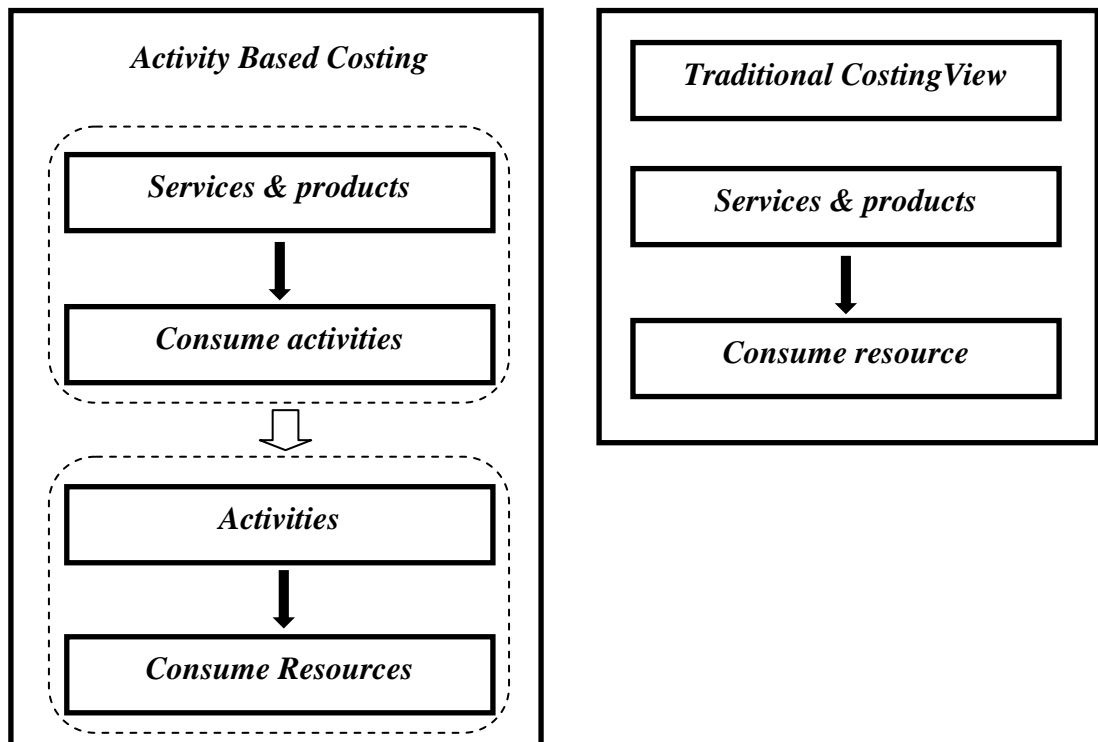 Activity Based Costing
Services & products
Consume activities
Activities
Consume Resources
Traditional CostingView
Services & products
Consume resource